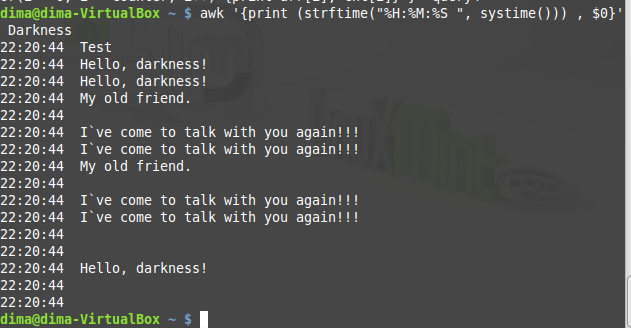 dima@dima-VirtualBox ~ $ awk '{print (strftime("%H:%M:%S ", systime())) , $0}'
 Darkness
22:20:44  Test
22:20:44  Hello, darkness!
22:20:44  Hello, darkness!
22:20:44  My old friend.
22:20:44
22:20:44  I`ve come to talk with you again!!!
22:20:44  I`ve come to talk with you again!!!
22:20:44  My old friend.
22:20:44
22:20:44  I`ve come to talk with you again!!!
22:20:44  I`ve come to talk with you again!!!
22:20:44
22:20:44
22:20:44  Hello, darkness!
22:20:44
22:20:44
dima@dima-VirtualBox ~ $